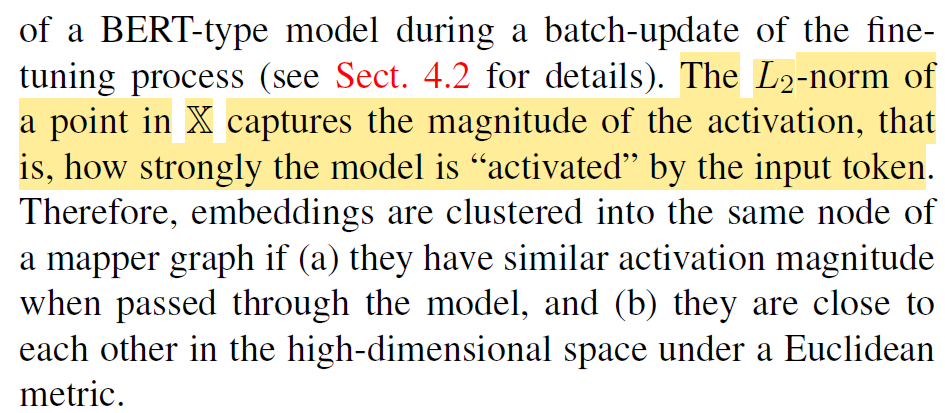 of a BERT-type model during a batch-update of the fine-
tuning process (see Sect. 4.2 for details). The L₂-norm of
a point in 𝕏 captures the magnitude of the activation, that
is, how strongly the model is “activated” by the input token.
Therefore, embeddings are clustered into the same node of
a mapper graph if (a) they have similar activation magnitude
when passed through the model, and (b) they are close to
each other in the high-dimensional space under a Euclidean
metric.